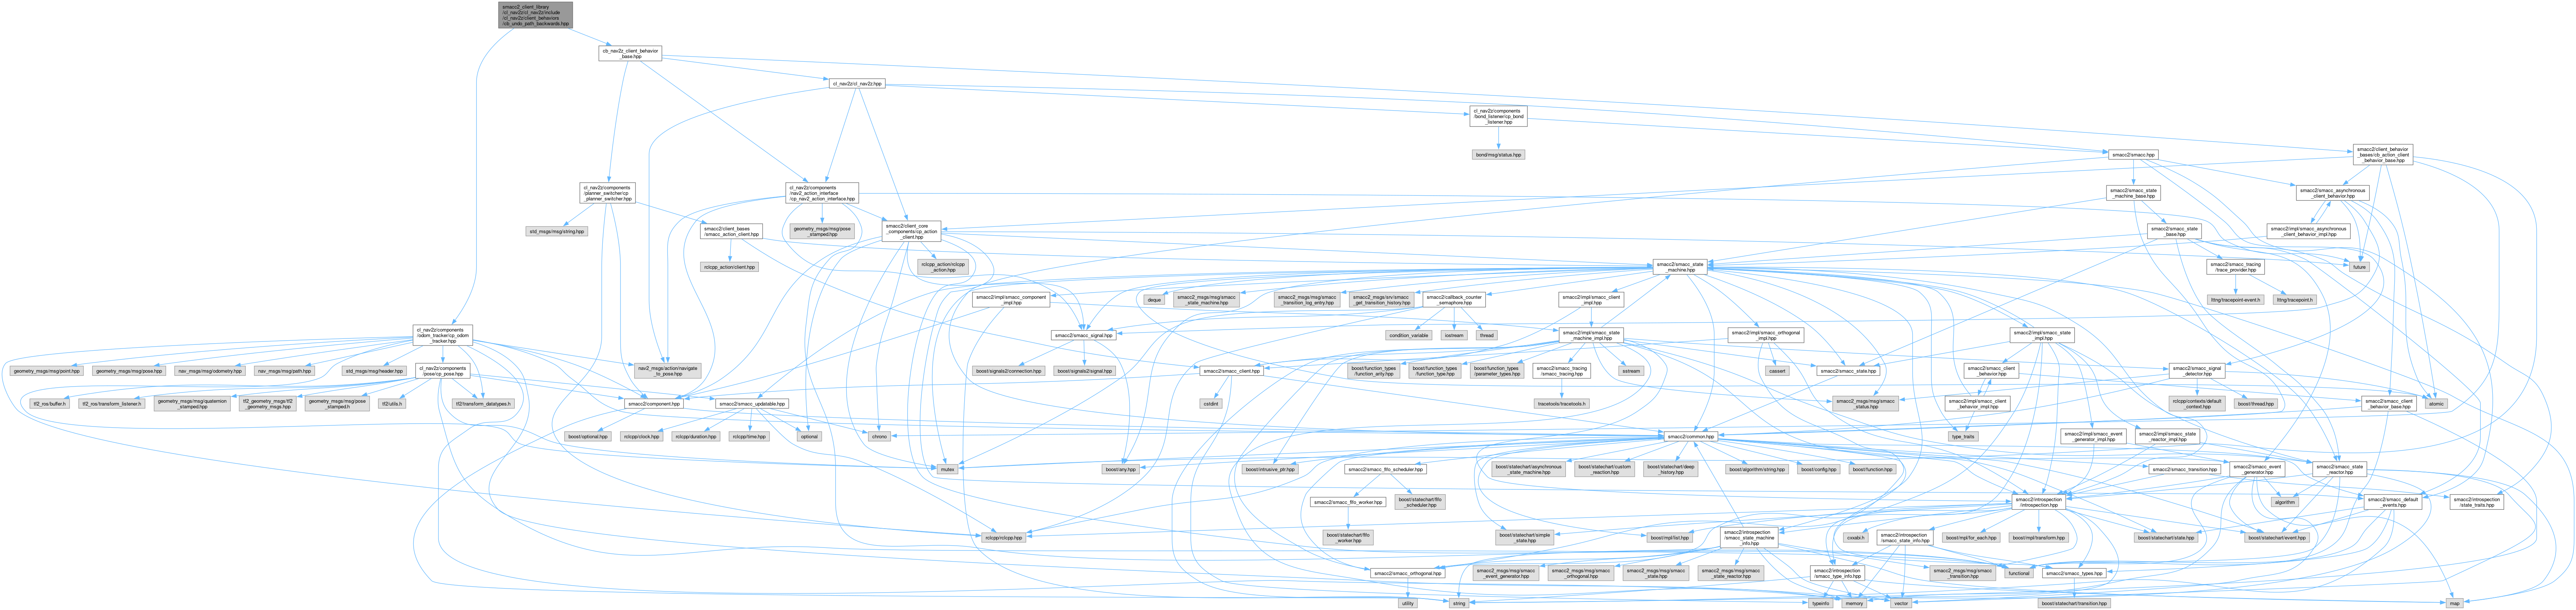 smacc2_client_library
/cl_nav2z/cl_nav2z/include
/cl_nav2z/client_behaviors
/cb_undo_path_backwards.hpp
cb_nav2z_client_behavior
_base.hpp
cl_nav2z/cl_nav2z.hpp
cl_nav2z/components
/bond_listener/cp_bond
_listener.hpp
bond/msg/status.hpp
smacc2/smacc.hpp
smacc2/client_behavior
_bases/cb_action_client
_behavior_base.hpp
cl_nav2z/components
/planner_switcher/cp
_planner_switcher.hpp
cl_nav2z/components
/nav2_action_interface
/cp_nav2_action_interface.hpp
smacc2/smacc_state
_machine_base.hpp
smacc2/smacc_asynchronous
_client_behavior.hpp
std_msgs/msg/string.hpp
smacc2/client_bases
/smacc_action_client.hpp
geometry_msgs/msg/pose
_stamped.hpp
smacc2/client_core
_components/cp_action
_client.hpp
smacc2/smacc_state
_base.hpp
smacc2/impl/smacc_asynchronous
_client_behavior_impl.hpp
rclcpp_action/client.hpp
rclcpp_action/rclcpp
_action.hpp
smacc2/smacc_state
_machine.hpp
smacc2/smacc_tracing
/trace_provider.hpp
future
smacc2/impl/smacc_component
_impl.hpp
deque
smacc2_msgs/msg/smacc
_state_machine.hpp
smacc2_msgs/msg/smacc
_transition_log_entry.hpp
smacc2_msgs/srv/smacc
_get_transition_history.hpp
smacc2/callback_counter
_semaphore.hpp
smacc2/impl/smacc_client
_impl.hpp
lttng/tracepoint-event.h
lttng/tracepoint.h
cl_nav2z/components
/odom_tracker/cp_odom
_tracker.hpp
smacc2/smacc_signal.hpp
condition_variable
iostream
thread
smacc2/impl/smacc_state
_machine_impl.hpp
smacc2/impl/smacc_orthogonal
_impl.hpp
smacc2/impl/smacc_state
_impl.hpp
geometry_msgs/msg/point.hpp
geometry_msgs/msg/pose.hpp
nav_msgs/msg/odometry.hpp
nav_msgs/msg/path.hpp
std_msgs/msg/header.hpp
cl_nav2z/components
/pose/cp_pose.hpp
nav2_msgs/action/navigate
_to_pose.hpp
boost/signals2/connection.hpp
boost/signals2/signal.hpp
smacc2/smacc_client.hpp
boost/function_types
/function_arity.hpp
boost/function_types
/function_type.hpp
boost/function_types
/parameter_types.hpp
smacc2/smacc_tracing
/smacc_tracing.hpp
sstream
cassert
smacc2/smacc_state.hpp
smacc2/smacc_client
_behavior.hpp
smacc2/smacc_signal
_detector.hpp
tf2_ros/buffer.h
tf2_ros/transform_listener.h
geometry_msgs/msg/quaternion
_stamped.hpp
tf2_geometry_msgs/tf2
_geometry_msgs.hpp
geometry_msgs/msg/pose
_stamped.h
tf2/utils.h
tf2/transform_datatypes.h
smacc2/component.hpp
smacc2/smacc_updatable.hpp
cstdint
tracetools/tracetools.h
smacc2_msgs/msg/smacc
_status.hpp
smacc2/impl/smacc_client
_behavior_impl.hpp
rclcpp/contexts/default
_context.hpp
boost/thread.hpp
smacc2/smacc_client
_behavior_base.hpp
atomic
boost/optional.hpp
rclcpp/clock.hpp
rclcpp/duration.hpp
rclcpp/time.hpp
optional
chrono
smacc2/common.hpp
type_traits
smacc2/impl/smacc_event
_generator_impl.hpp
smacc2/impl/smacc_state
_reactor_impl.hpp
mutex
boost/any.hpp
boost/intrusive_ptr.hpp
smacc2/smacc_fifo_scheduler.hpp
boost/statechart/asynchronous
_state_machine.hpp
boost/statechart/custom
_reaction.hpp
boost/statechart/deep
_history.hpp
boost/algorithm/string.hpp
boost/config.hpp
boost/function.hpp
smacc2/smacc_transition.hpp
smacc2/smacc_event
_generator.hpp
smacc2/smacc_state
_reactor.hpp
smacc2/smacc_fifo_worker.hpp
boost/statechart/fifo
_scheduler.hpp
smacc2/introspection
/introspection.hpp
algorithm
smacc2/smacc_default
_events.hpp
smacc2/introspection
/state_traits.hpp
rclcpp/rclcpp.hpp
boost/statechart/fifo
_worker.hpp
boost/statechart/simple
_state.hpp
boost/mpl/list.hpp
smacc2/introspection
/smacc_state_machine
_info.hpp
cxxabi.h
smacc2/introspection
/smacc_state_info.hpp
boost/mpl/for_each.hpp
boost/mpl/transform.hpp
boost/statechart/state.hpp
boost/statechart/event.hpp
smacc2/smacc_orthogonal.hpp
smacc2_msgs/msg/smacc
_event_generator.hpp
smacc2_msgs/msg/smacc
_orthogonal.hpp
smacc2_msgs/msg/smacc
_state.hpp
smacc2_msgs/msg/smacc
_state_reactor.hpp
smacc2/introspection
/smacc_type_info.hpp
smacc2_msgs/msg/smacc
_transition.hpp
functional
smacc2/smacc_types.hpp
utility
string
typeinfo
memory
vector
boost/statechart/transition.hpp
map